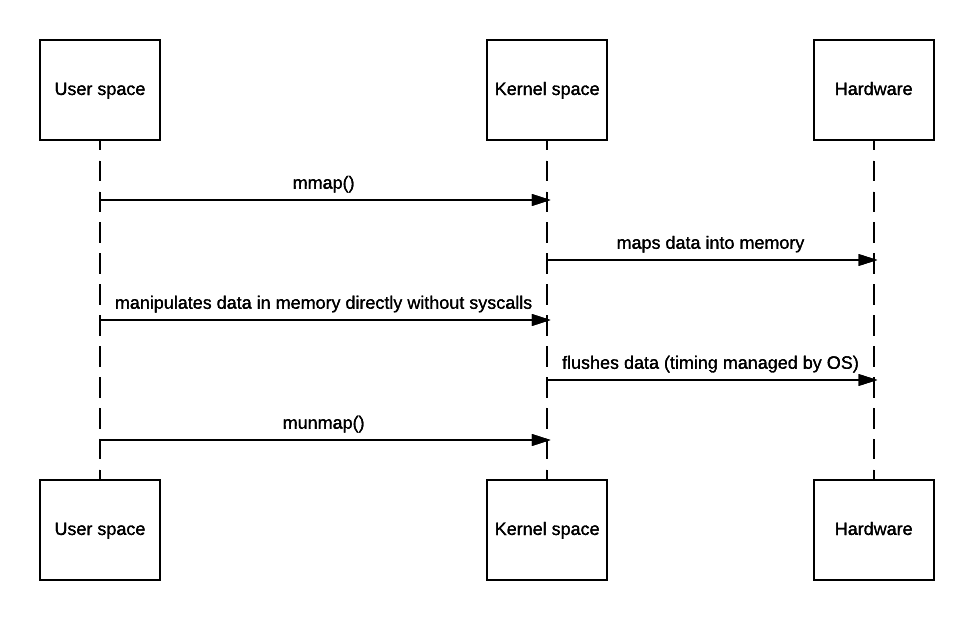 User space
Kernel space
Hardware
mmap()
maps data into memory
manipulates data in memory directly without syscalls
flushes data (timing managed by OS)
munmap()
User space
Kernel space
Hardware